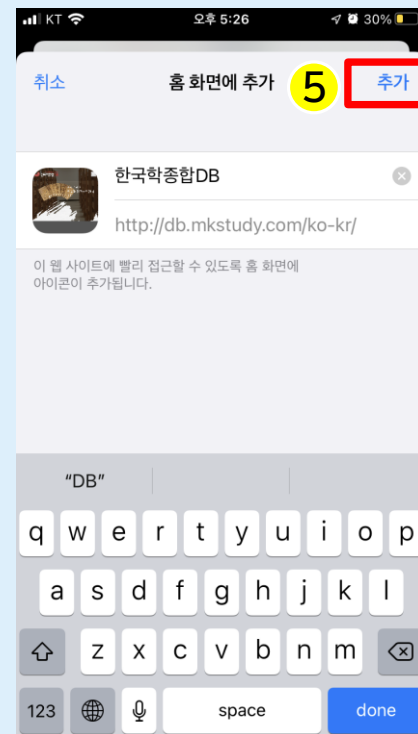 KT 오후 5:26 30%
취소 홈 화면에 추가 5 추가
한국학종합DB
http://db.mkstudy.com/ko-kr/
이 웹 사이트에 빨리 접근할 수 있도록 홈 화면에
아이콘이 추가됩니다.
“DB”
q w e r t y u i o p
a s d f g h j k l
z x c v b n m
123 space done